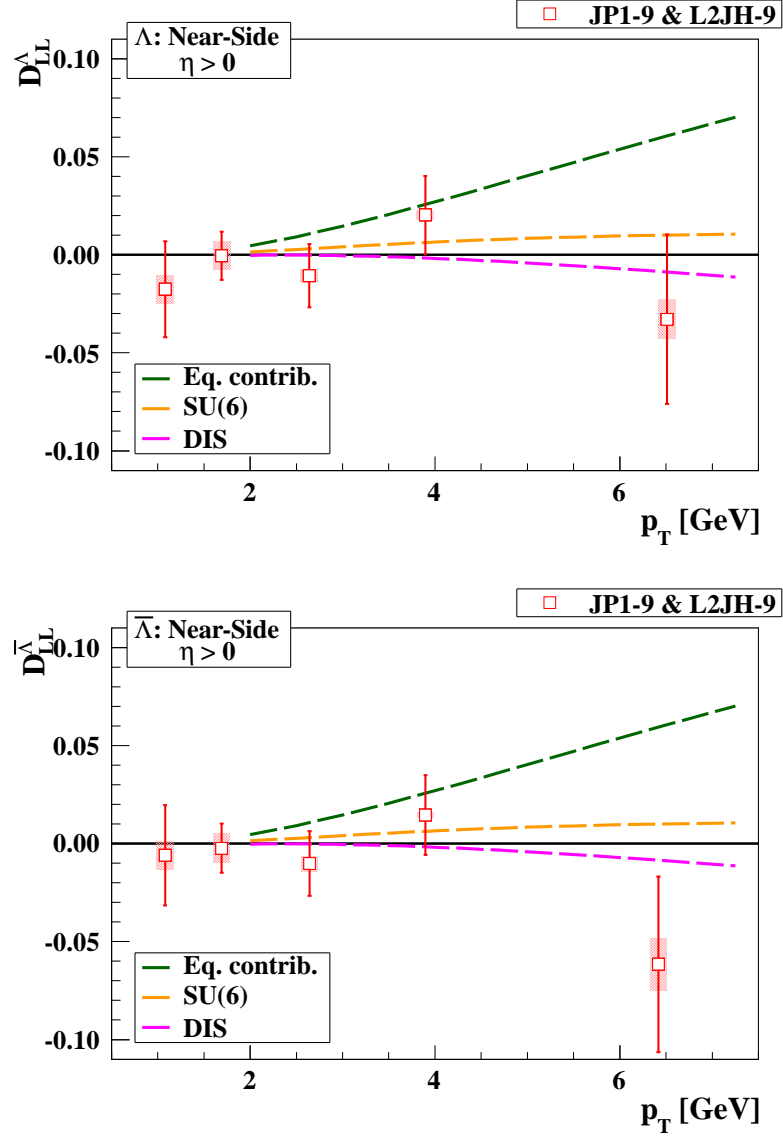 JP1-9 & L2JH-9
Λ: Near-Side
η > 0
D_LL^Λ
0.10
0.05
0.00
-0.05
-0.10
Eq. contrib.
SU(6)
DIS
2 4 6
p_T [GeV]
JP1-9 & L2JH-9
Λ̅: Near-Side
η > 0
D_LL^Λ̅
0.10
0.05
0.00
-0.05
-0.10
Eq. contrib.
SU(6)
DIS
2 4 6
p_T [GeV]